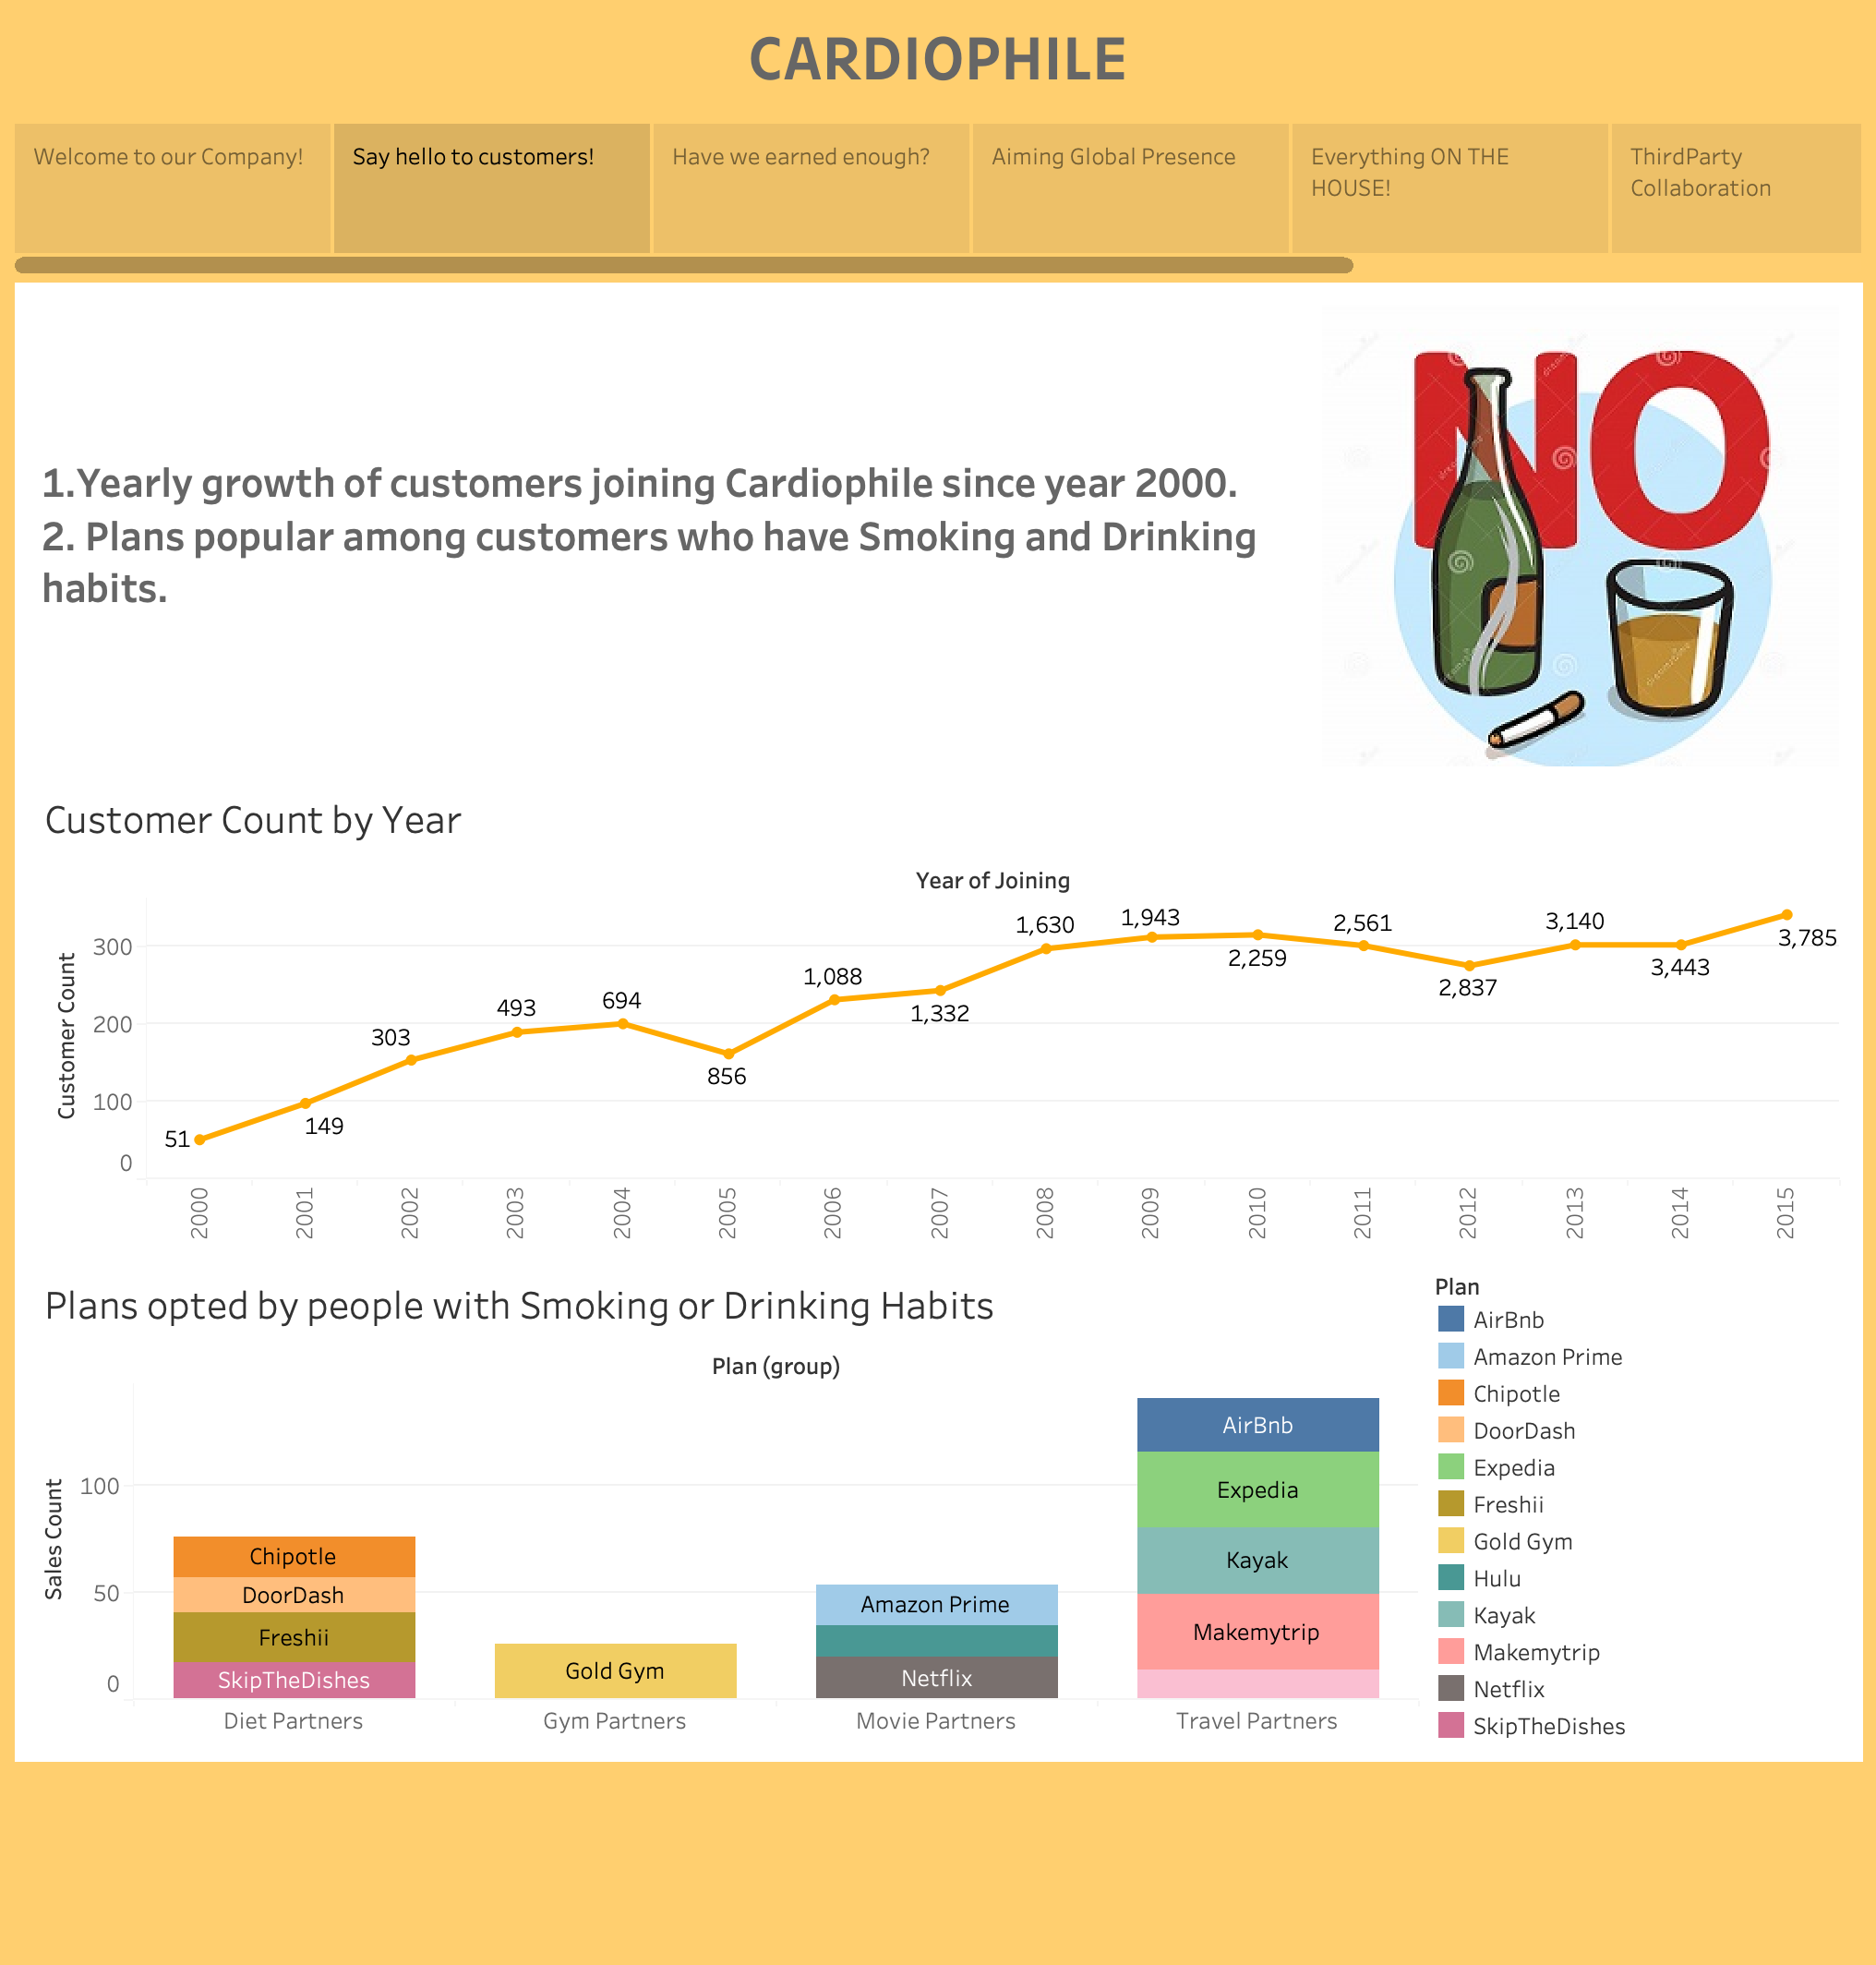 CARDIOPHILE
Welcome to our Company!
Say hello to customers!
Have we earned enough?
Aiming Global Presence
Everything ON THE
HOUSE!
ThirdParty
Collaboration
1.Yearly growth of customers joining Cardiophile since year 2000.
2. Plans popular among customers who have Smoking and Drinking
habits.
NO
Customer Count by Year
Year of Joining
Customer Count
300
200
100
0
51
149
303
493
694
856
1,088
1,332
1,630
1,943
2,259
2,561
2,837
3,140
3,443
3,785
2000
2001
2002
2003
2004
2005
2006
2007
2008
2009
2010
2011
2012
2013
2014
2015
Plans opted by people with Smoking or Drinking Habits
Plan (group)
Sales Count
100
50
0
Chipotle
DoorDash
Freshii
SkipTheDishes
Gold Gym
Amazon Prime
Netflix
AirBnb
Expedia
Kayak
Makemytrip
Diet Partners
Gym Partners
Movie Partners
Travel Partners
Plan
AirBnb
Amazon Prime
Chipotle
DoorDash
Expedia
Freshii
Gold Gym
Hulu
Kayak
Makemytrip
Netflix
SkipTheDishes